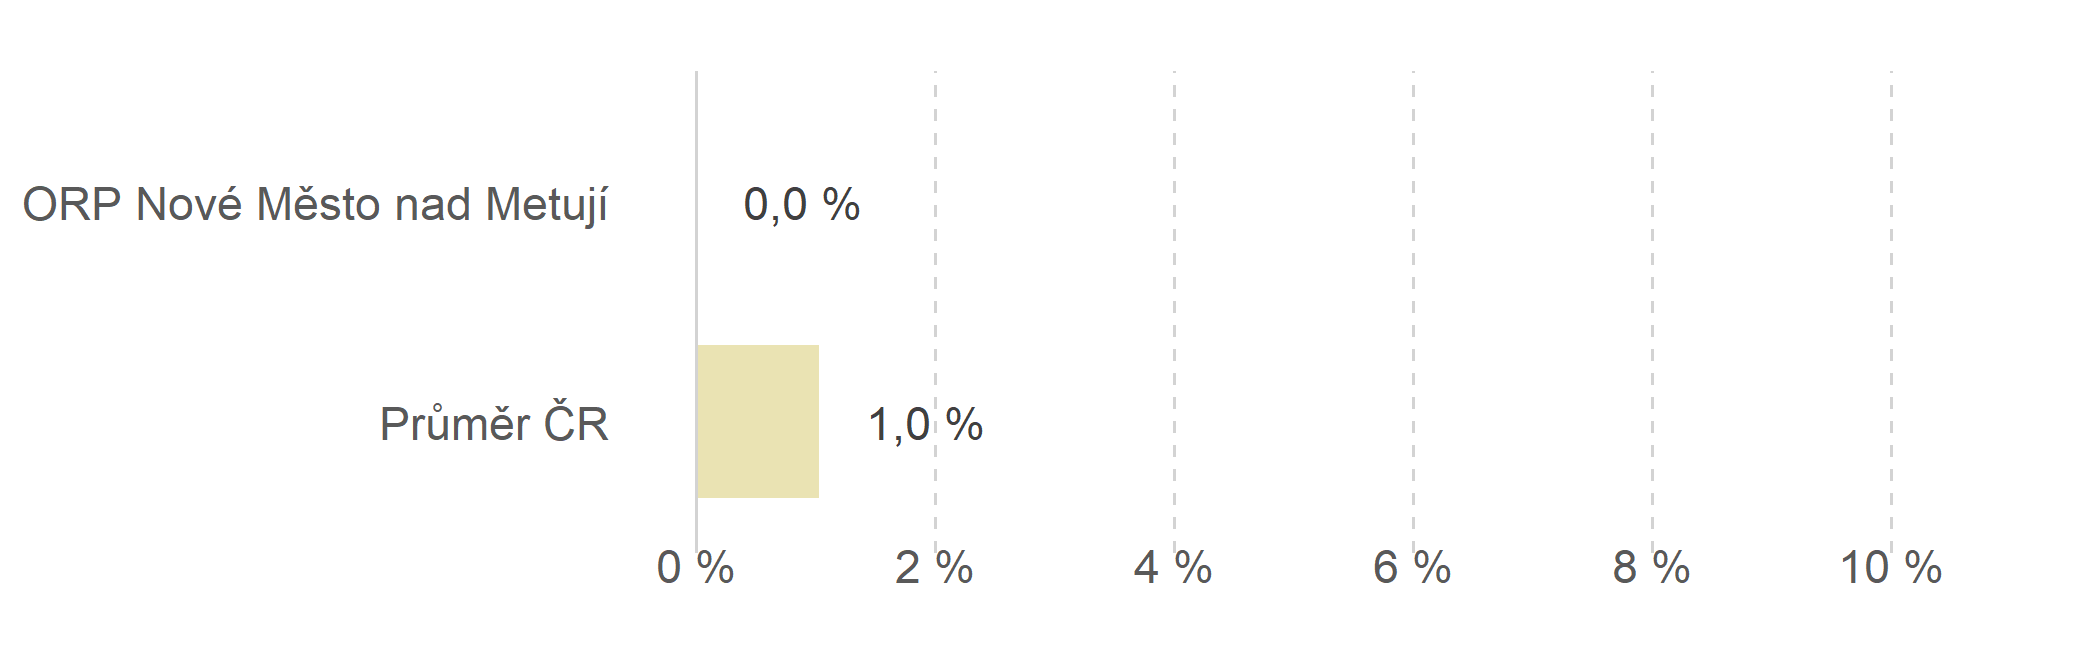 ORP Nové Město nad Metují 0,0 %
Průměr ČR 1,0 %
0 % 2 % 4 % 6 % 8 % 10 %